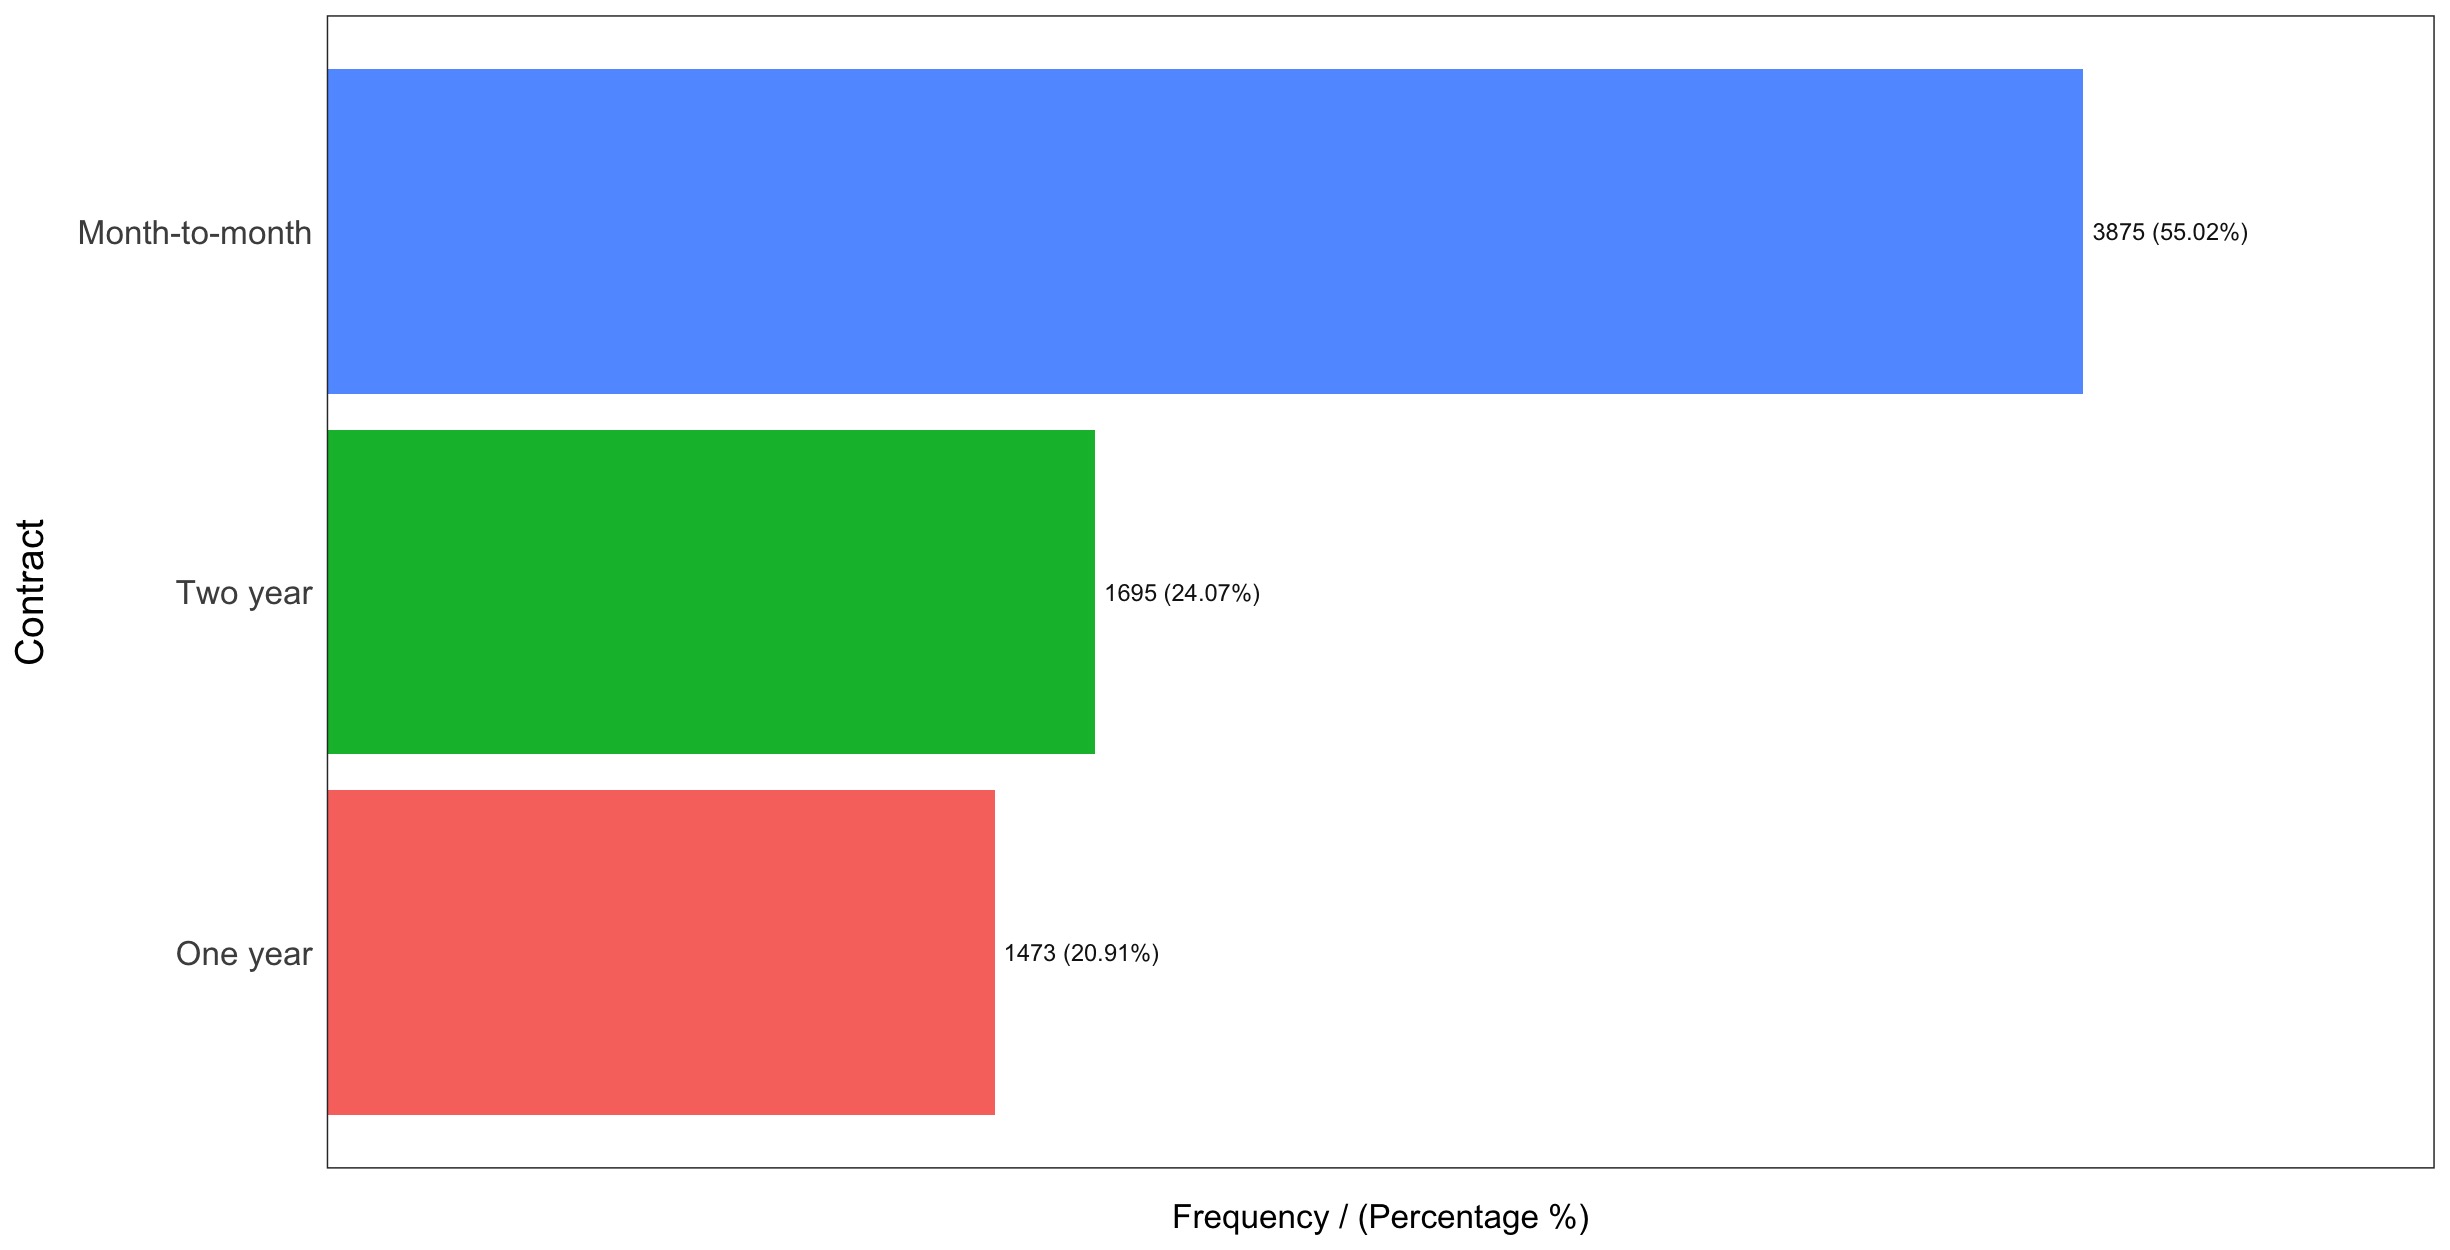 Contract
Month-to-month
3875 (55.02%)
Two year
1695 (24.07%)
One year
1473 (20.91%)
Frequency / (Percentage %)